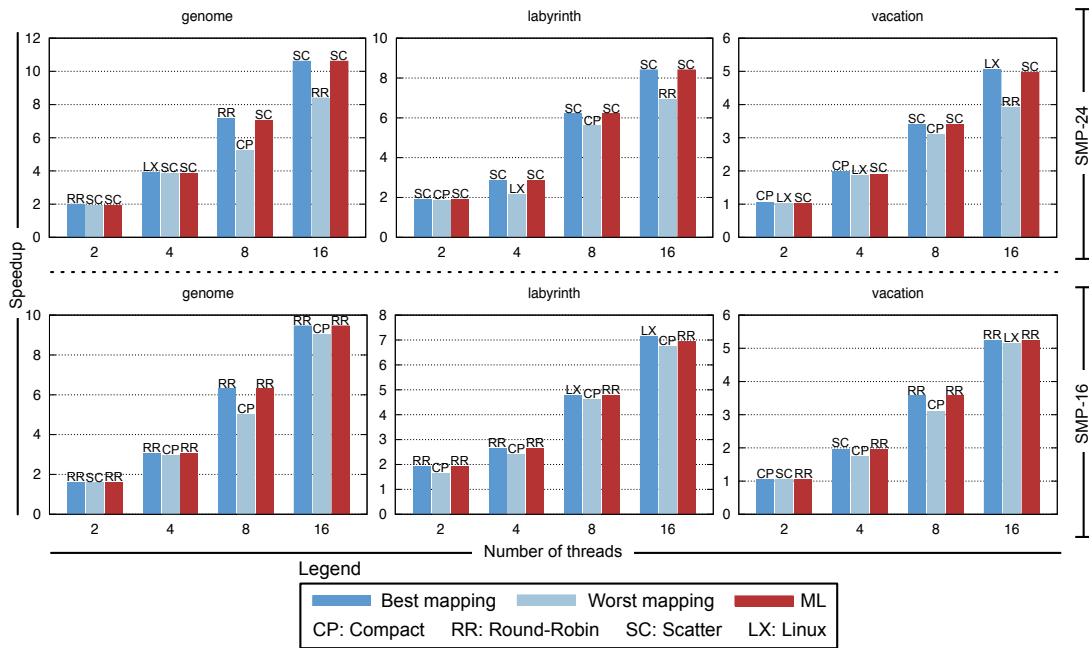 genome labyrinth vacation
12 10 6
10 8 5
8 6 4
6 4 3
4 2 2
2 1
0 0 0
RR SC SC LX SC SC RR CP SC SC RR SC
SC CP SC SC LX SC SC CP SC SC RR SC
CP LX SC CP LX SC SC CP SC LX RR SC
2 4 8 16 2 4 8 16 2 4 8 16
SMP-24
Speedup
genome labyrinth vacation
10 8 6
8 7 5
6 6 4
4 5 3
2 4 2
0 3 1
2 0
1
0
RR SC RR RR CP RR RR CP RR RR CP RR
RR CP RR RR CP RR LX CP RR LX CP RR
CP SC RR SC CP RR RR CP RR RR LX RR
2 4 8 16 2 4 8 16 2 4 8 16
SMP-16
Number of threads
Legend
Best mapping Worst mapping ML
CP: Compact RR: Round-Robin SC: Scatter LX: Linux